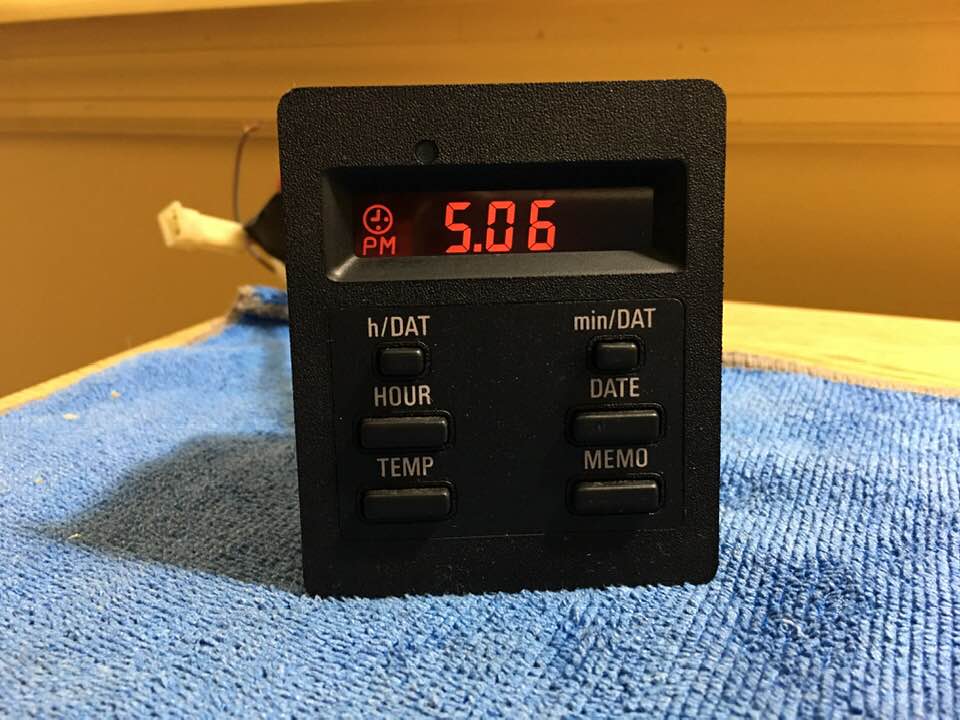 PM 5.06
h/DAT min/DAT
HOUR DATE
TEMP MEMO